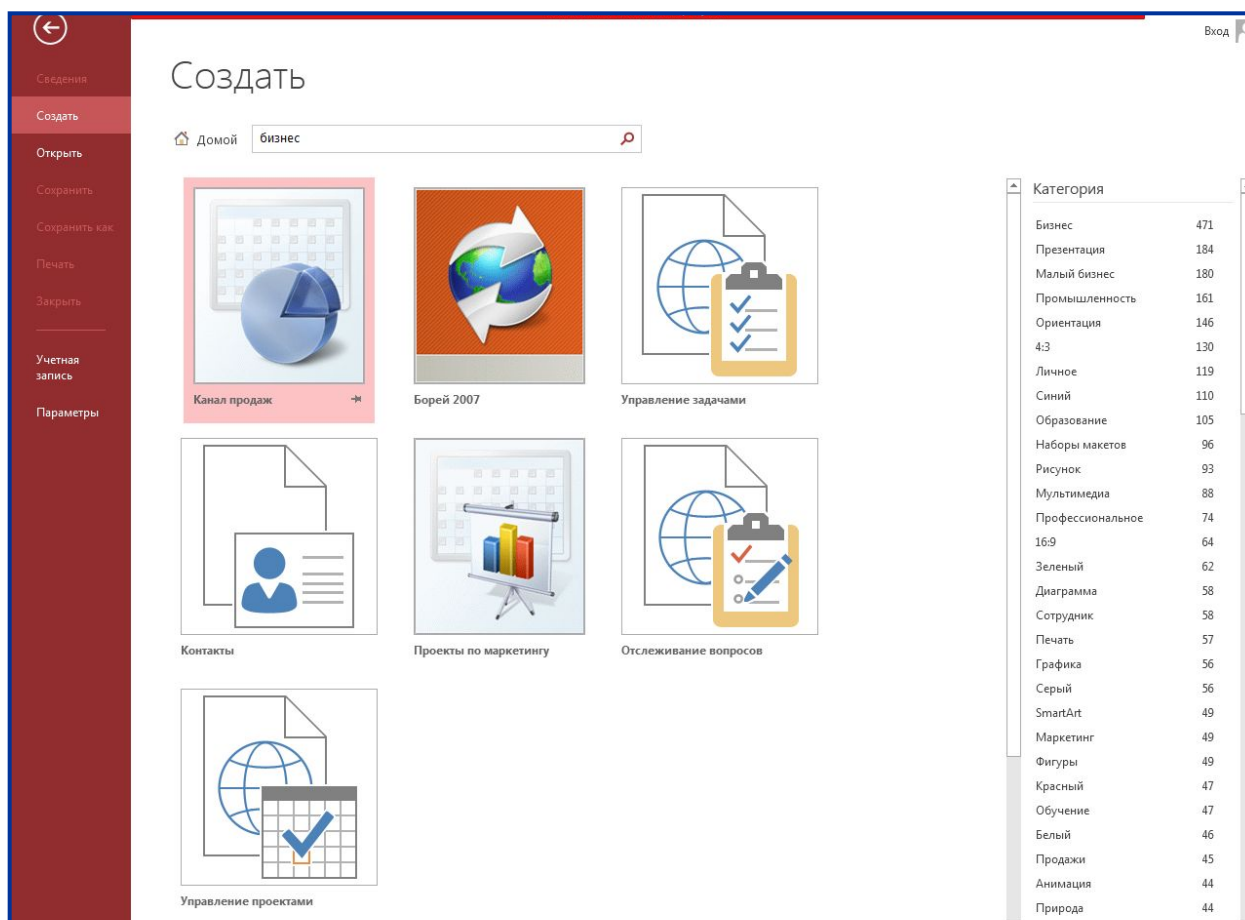 Вход
Сведения
Создать
Открыть
Сохранить
Сохранить как
Печать
Закрыть
Учетная
запись
Параметры
Создать
Домой
бизнес
Канал продаж
Борей 2007
Управление задачами
Контакты
Проекты по маркетингу
Отслеживание вопросов
Управление проектами
Категория
Бизнес 471
Презентация 184
Малый бизнес 180
Промышленность 161
Ориентация 146
4:3 130
Личное 119
Синий 110
Образование 105
Наборы макетов 96
Рисунок 93
Мультимедиа 88
Профессиональное 74
16:9 64
Зеленый 62
Диаграмма 58
Сотрудник 58
Печать 57
Графика 56
Серый 56
SmartArt 49
Маркетинг 49
Фигуры 49
Красный 47
Обучение 47
Белый 46
Продажи 45
Анимация 44
Природа 44